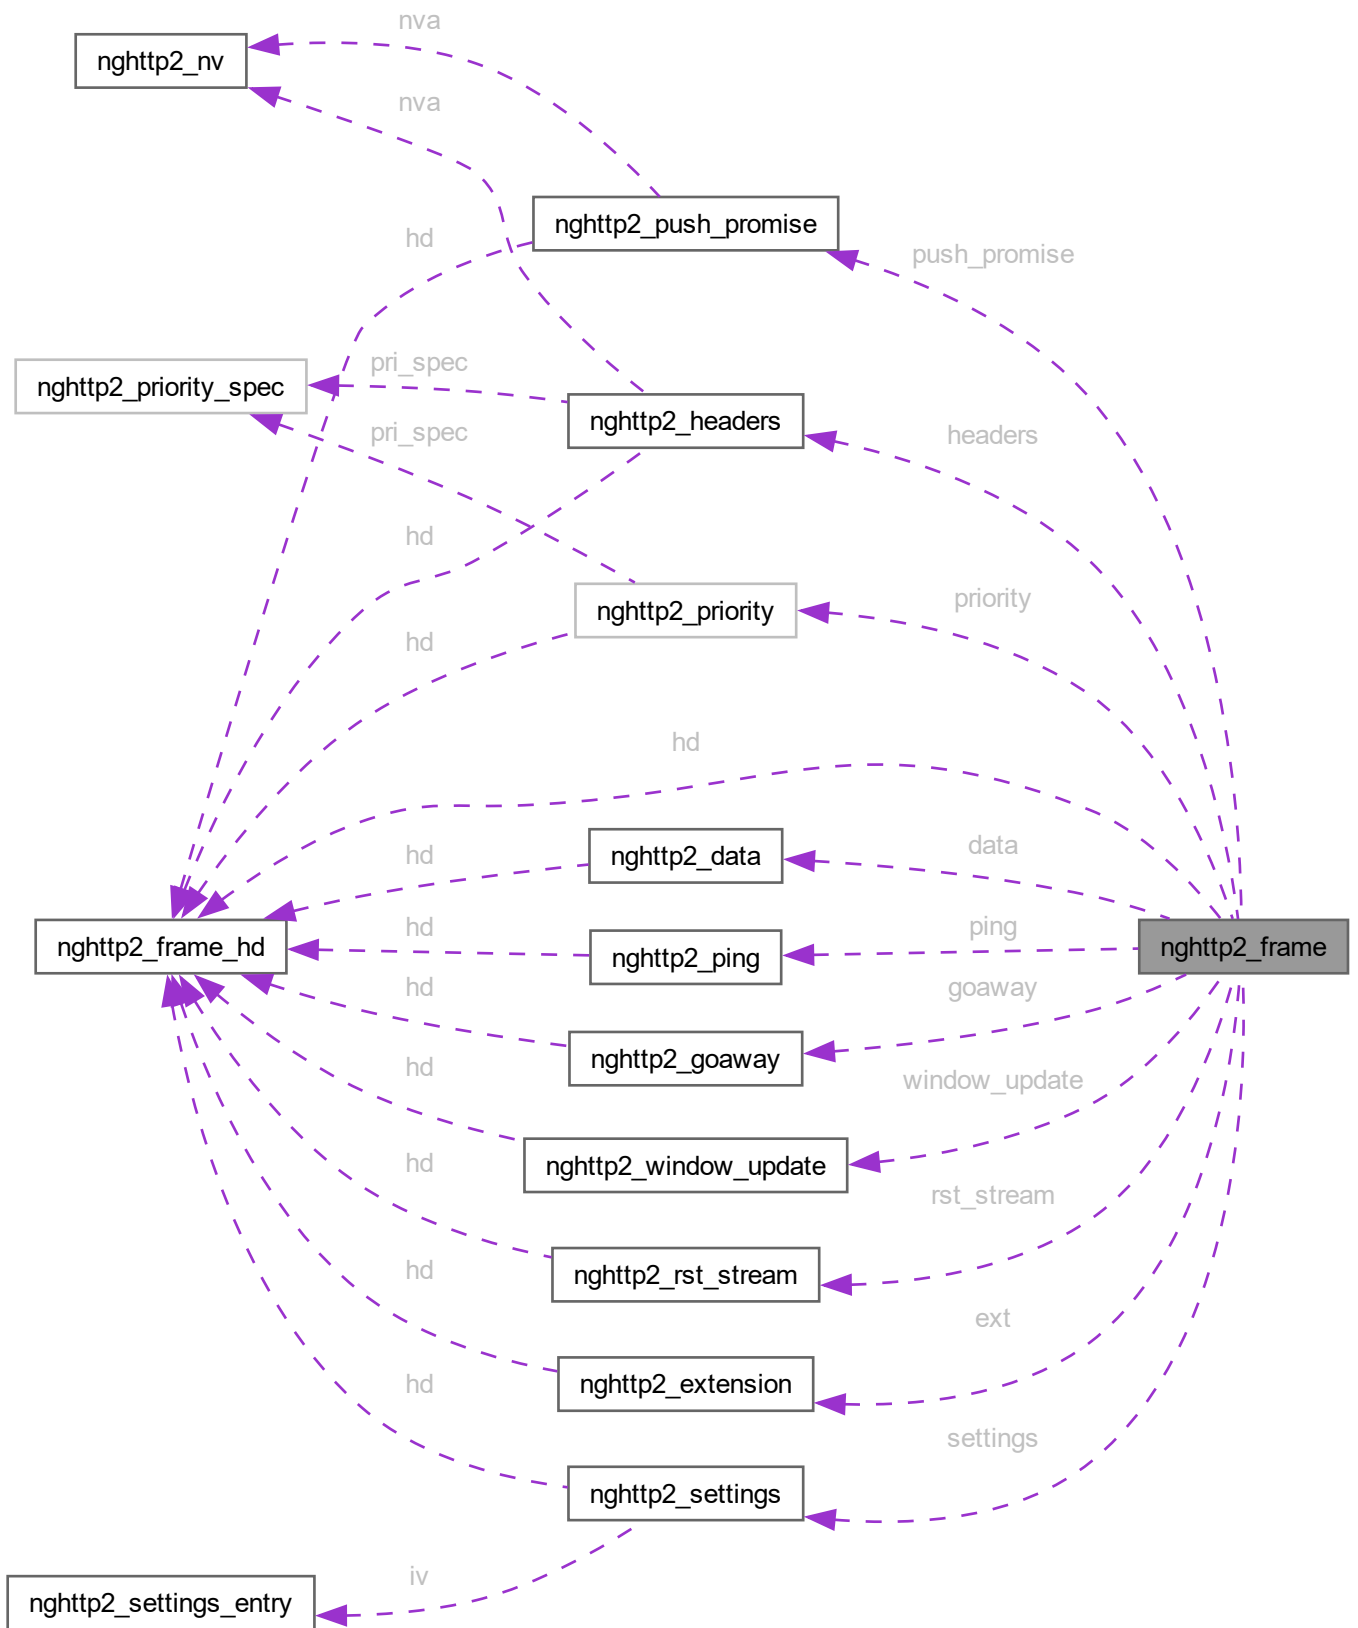 nva
nghttp2_nv
nva
nghttp2_push_promise
hd
push_promise
pri_spec
nghttp2_priority_spec
nghttp2_headers
headers
pri_spec
hd
priority
nghttp2_priority
hd
hd
data
hd
nghttp2_data
ping
hd
nghttp2_frame_hd
nghttp2_ping
nghttp2_frame
hd
goaway
nghttp2_goaway
hd
window_update
hd
nghttp2_window_update
rst_stream
hd
nghttp2_rst_stream
ext
hd
nghttp2_extension
settings
nghttp2_settings
iv
nghttp2_settings_entry